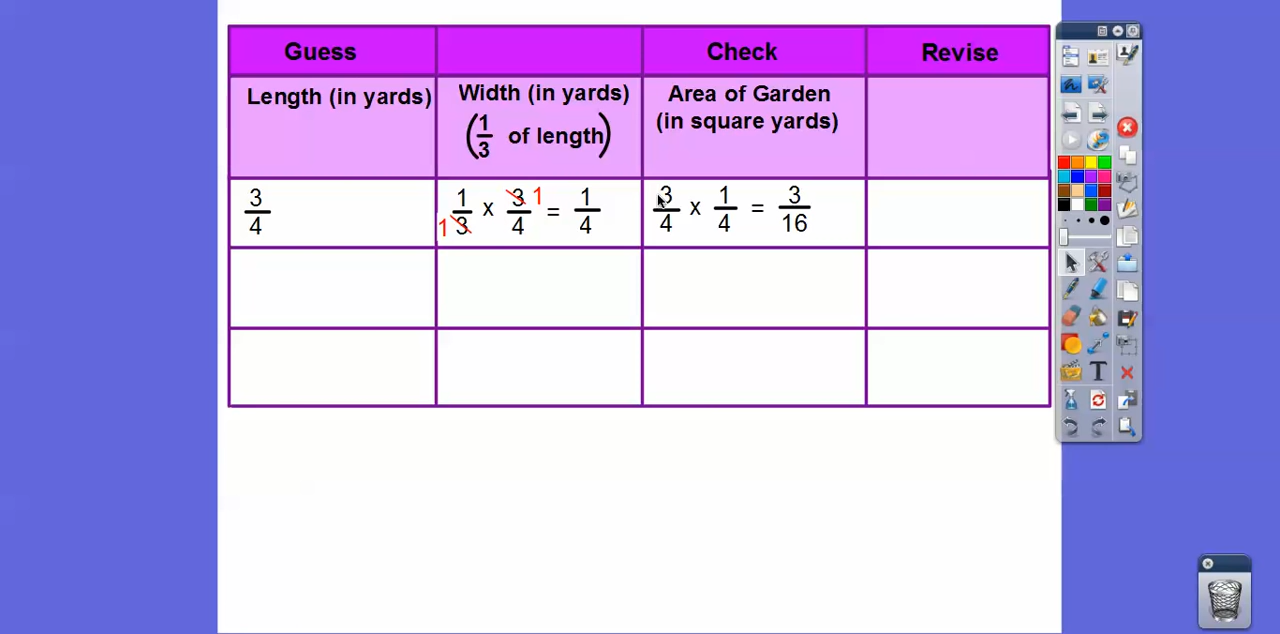 Guess Check Revise
Length (in yards) Width (in yards) Area of Garden
(1/3 of length) (in square yards)
3/4 1/3 x 3/4 = 1/4 3/4 x 1/4 = 3/16
1 1
T